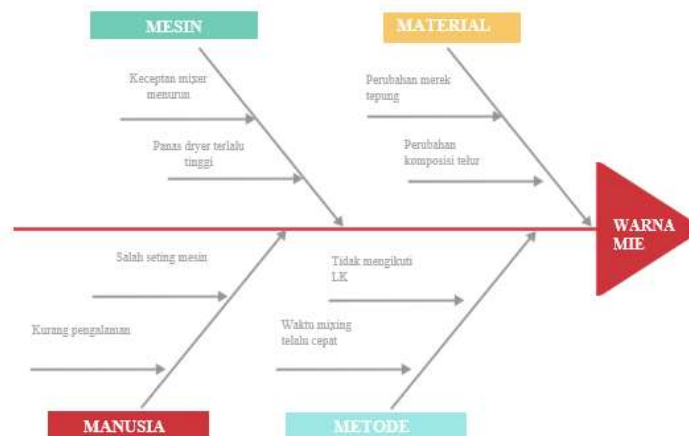 MESIN
MATERIAL
Keceptan mixer
menurun
Perubahan merek
tepung
Panas dryer terlalu
tinggi
Perubahan
komposisi telur
WARNA
MIE
Salah seting mesin
Tidak mengikuti
LK
Kurang pengalaman
Waktu mixing
telalu cepat
MANUSIA
METODE